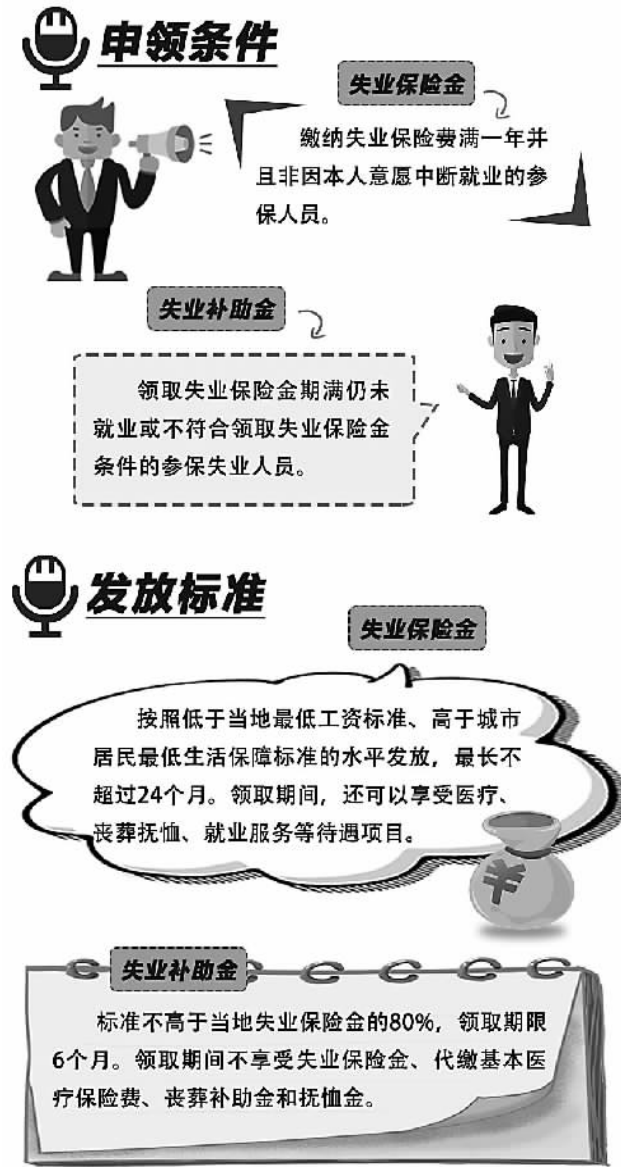 申领条件
失业保险金
缴纳失业保险费满一年并
且非因本人意愿中断就业的参
保人员。
失业补助金
领取失业保险金期满仍未
就业或不符合领取失业保险金
条件的参保失业人员。
发放标准
失业保险金
按照低于当地最低工资标准、高于城市
居民最低生活保障标准的水平发放，最长不
超过24个月。领取期间，还可以享受医疗、
丧葬抚恤、就业服务等待遇项目。
¥
失业补助金
标准不高于当地失业保险金的80%，领取期限
6个月。领取期间不享受失业保险金、代缴基本医
疗保险费、丧葬补助金和抚恤金。